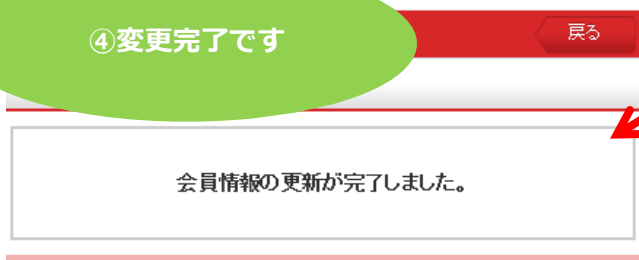 ④変更完了です
戻る
会員情報の更新が完了しました。